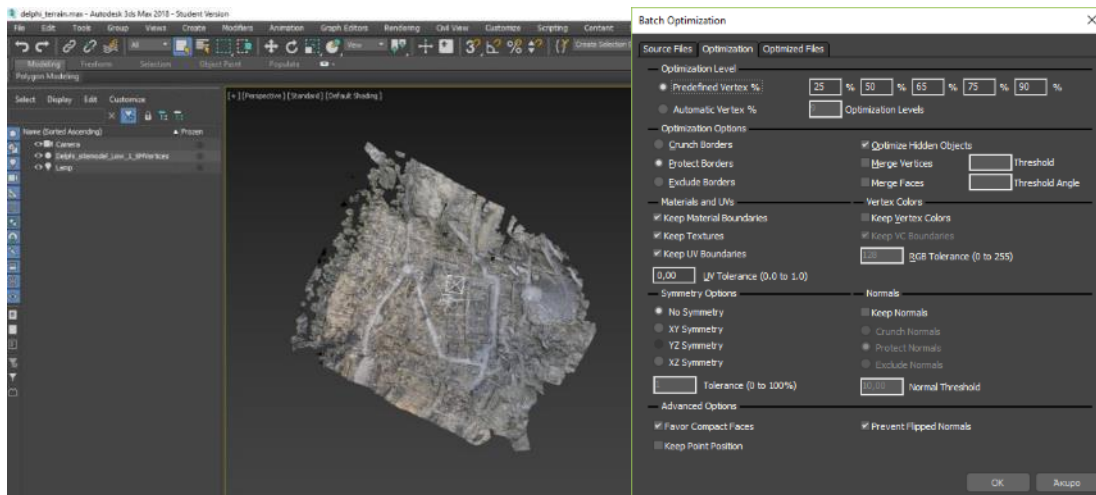 delphi_terrain.max - Autodesk 3ds Max 2018 - Student Version
File Edit Tools Group Views Create Modifiers Animation Graph Editors Rendering Civil View Customize Scripting Content
All View Create Selection
Modeling Freeform Selection Object Paint Populate
Polygon Modeling
Select Display Edit Customize
Name (Sorted Ascending) Frozen
Camera
Lamp
[+] [Perspective] [Standard] [Default Shading]
Batch Optimization
Source Files Optimization Optimized Files
Optimization Level
Predefined Vertex % 25 % 50 % 65 % 75 % 90 %
Automatic Vertex % Optimization Levels
Optimization Options
Crunch Borders Optimize Hidden Objects
Protect Borders Merge Vertices Threshold
Exclude Borders Merge Faces Threshold Angle
Materials and UVs Vertex Colors
Keep Material Boundaries Keep Vertex Colors
Keep Textures Keep VC Boundaries
Keep UV Boundaries 128 RGB Tolerance (0 to 255)
0,00 UV Tolerance (0.0 to 1.0)
Symmetry Options Normals
No Symmetry Keep Normals
XY Symmetry Crunch Normals
YZ Symmetry Protect Normals
XZ Symmetry Exclude Normals
1 Tolerance (0 to 100%) 10,00 Normal Threshold
Advanced Options
Favor Compact Faces Prevent Flipped Normals
Keep Point Position
OK Άκυρο